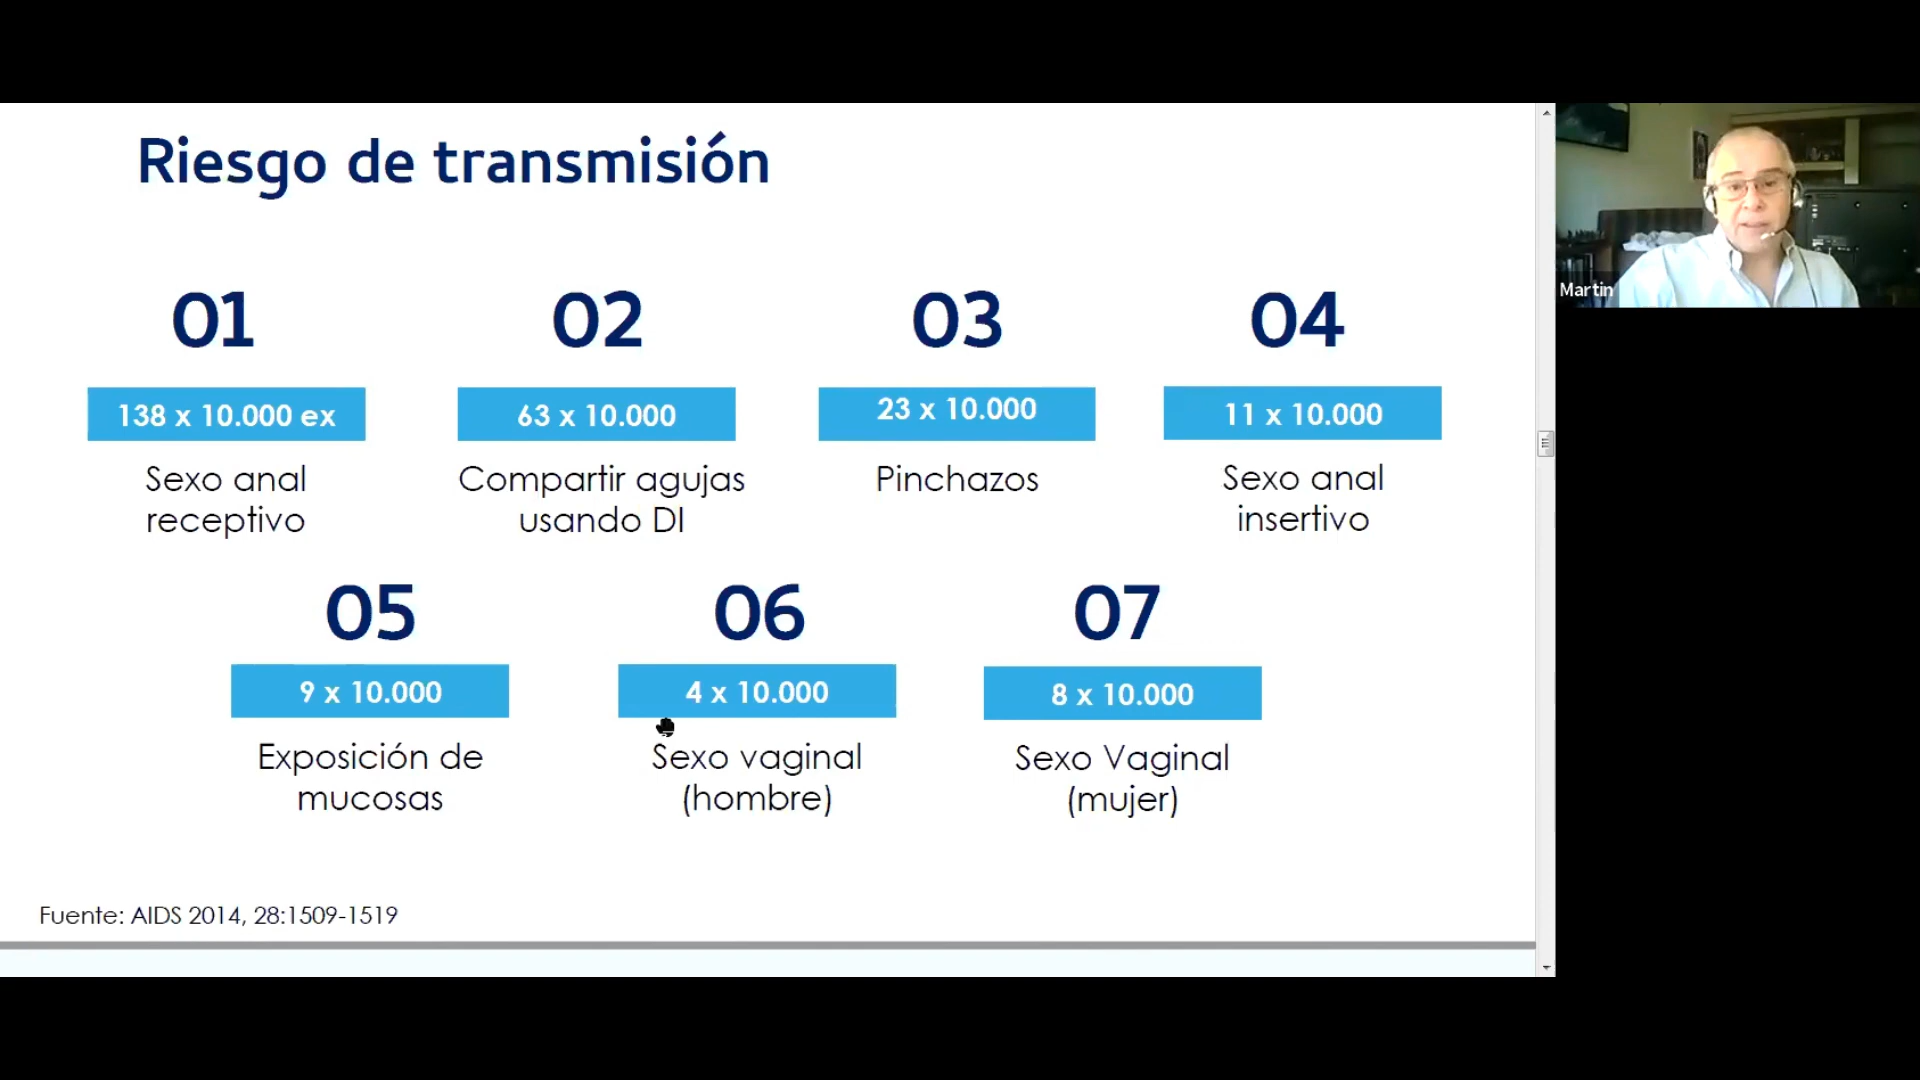 Riesgo de transmisión
01
138 x 10.000 ex
Sexo anal
receptivo
02
63 x 10.000
Compartir agujas
usando DI
03
23 x 10.000
Pinchazos
04
11 x 10.000
Sexo anal
insertivo
05
9 x 10.000
Exposición de
mucosas
06
4 x 10.000
Sexo vaginal
(hombre)
07
8 x 10.000
Sexo Vaginal
(mujer)
Fuente: AIDS 2014, 28:1509-1519
Martin